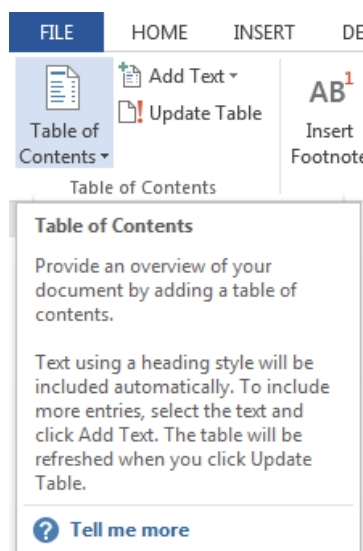 FILE HOME INSERT DE
Add Text
Update Table
Table of
Contents
AB1
Insert
Footnote
Table of Contents
Table of Contents
Provide an overview of your
document by adding a table of
contents.
Text using a heading style will be
included automatically. To include
more entries, select the text and
click Add Text. The table will be
refreshed when you click Update
Table.
? Tell me more